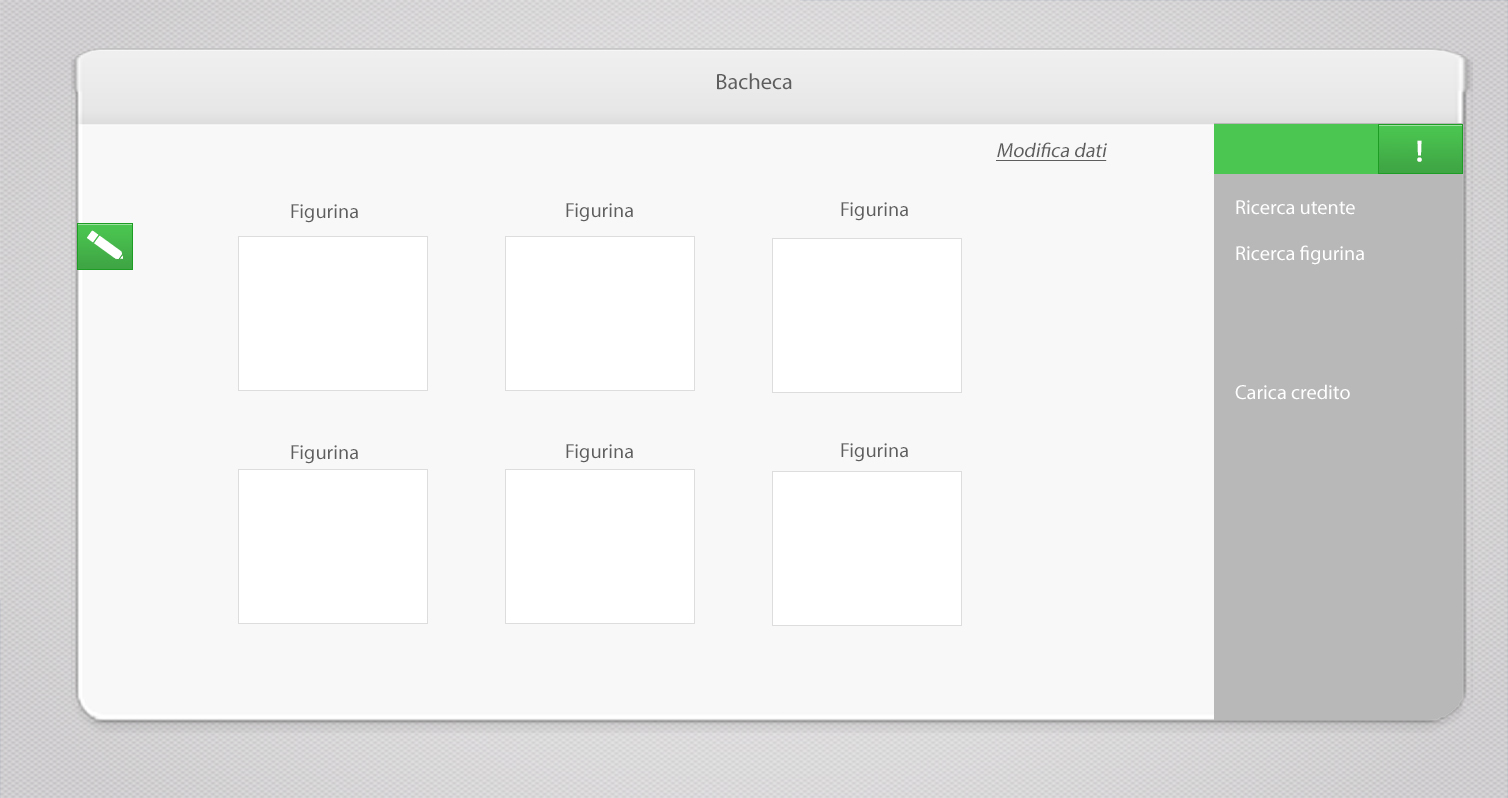 Bacheca
Modifica dati
!
Figurina
Figurina
Figurina
Ricerca utente
Ricerca figurina
Carica credito
Figurina
Figurina
Figurina